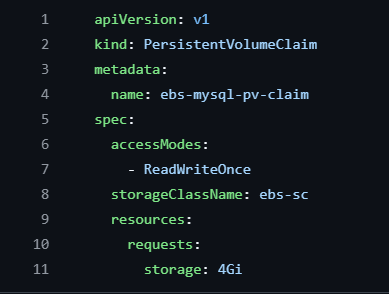 1 apiVersion: v1
2 kind: PersistentVolumeClaim
3 metadata:
4   name: ebs-mysql-pv-claim
5 spec:
6   accessModes:
7     - ReadWriteOnce
8   storageClassName: ebs-sc
9   resources:
10     requests:
11       storage: 4Gi